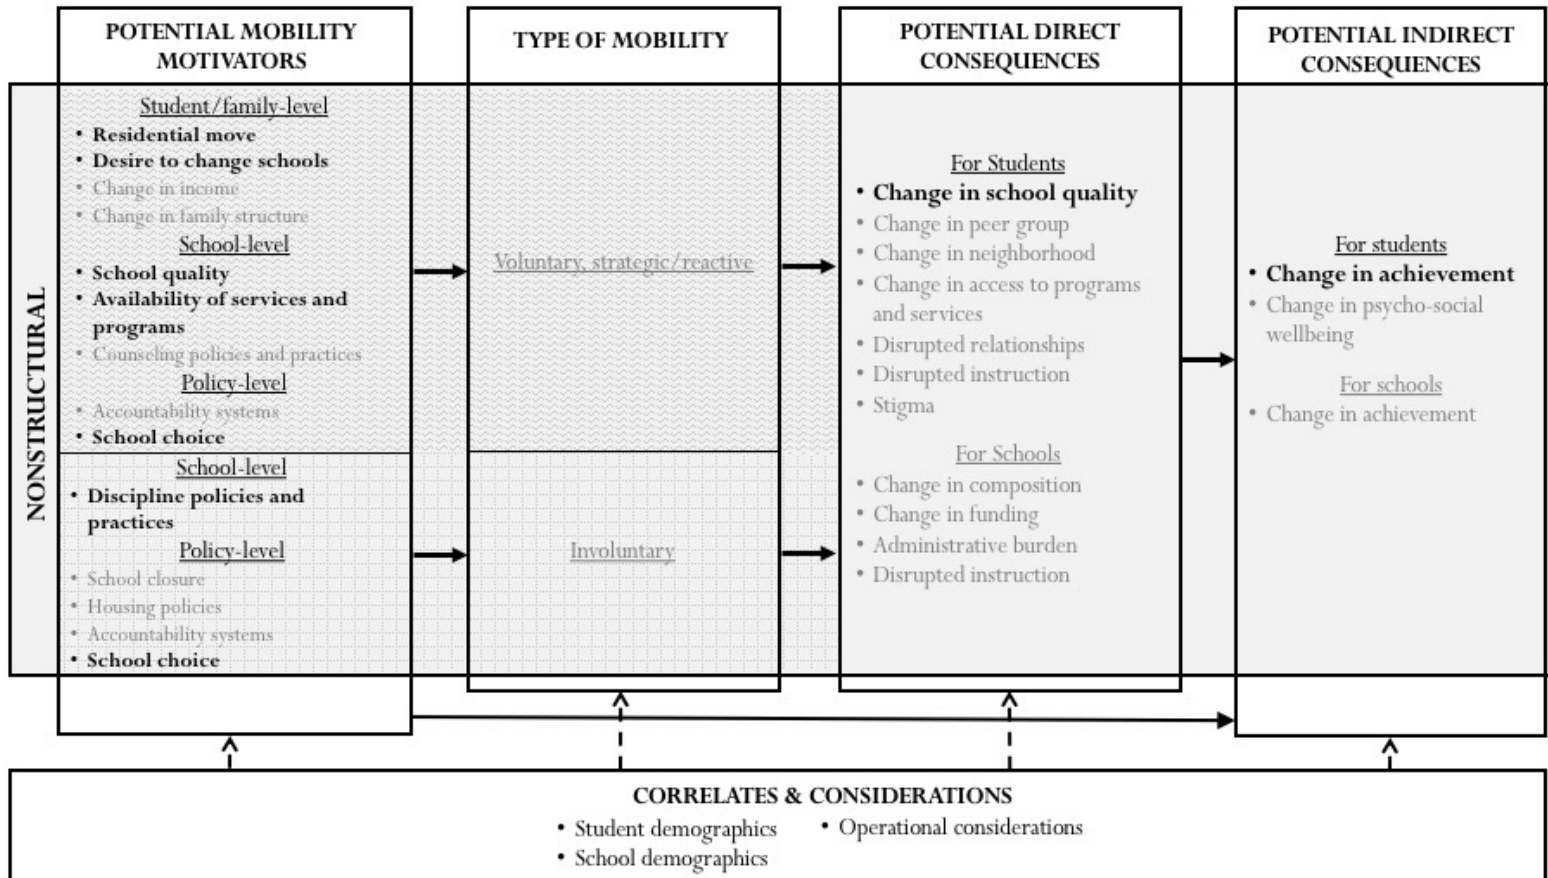 POTENTIAL MOBILITY
MOTIVATORS
TYPE OF MOBILITY
POTENTIAL DIRECT
CONSEQUENCES
POTENTIAL INDIRECT
CONSEQUENCES
NONSTRUCTURAL
Student/family-level
• Residential move
• Desire to change schools
• Change in income
• Change in family structure
School-level
• School quality
• Availability of services and
programs
• Counseling policies and practices
Policy-level
• Accountability systems
• School choice
School-level
• Discipline policies and
practices
Policy-level
• School closure
• Housing policies
• Accountability systems
• School choice
Voluntary, strategic/reactive
Involuntary
For Students
• Change in school quality
• Change in peer group
• Change in neighborhood
• Change in access to programs
and services
• Disrupted relationships
• Disrupted instruction
• Stigma
For Schools
• Change in composition
• Change in funding
• Administrative burden
• Disrupted instruction
For students
• Change in achievement
• Change in psycho-social
wellbeing
For schools
• Change in achievement
CORRELATES & CONSIDERATIONS
• Student demographics
• School demographics
• Operational considerations